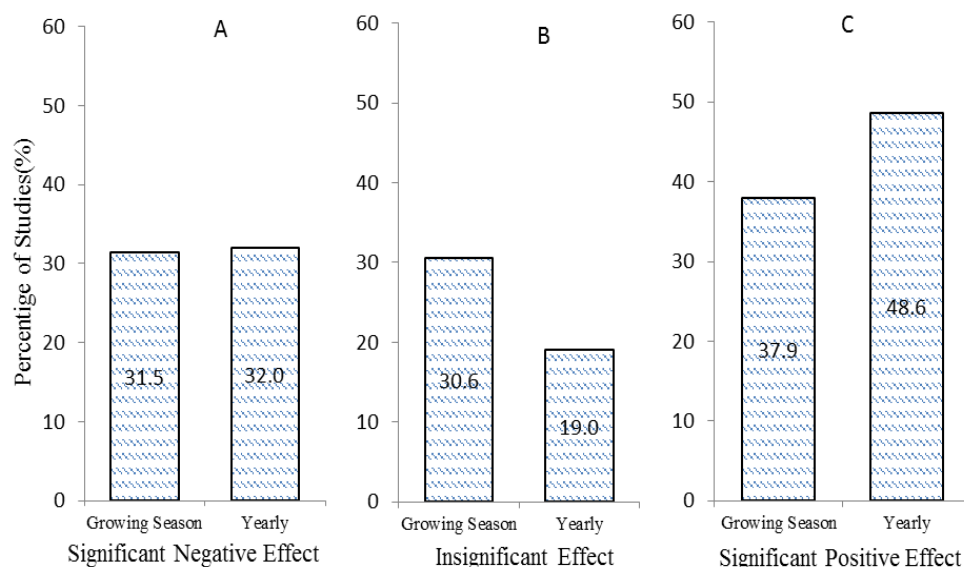 A
60
50
40
30
20
10
0
Percentige of Studies(%)
31.5
32.0
Growing Season Yearly
Significant Negative Effect
B
60
50
40
30
20
10
0
30.6
19.0
Growing Season Yearly
Insignificant Effect
C
60
50
40
30
20
10
0
37.9
48.6
Growing Season Yearly
Significant Positive Effect